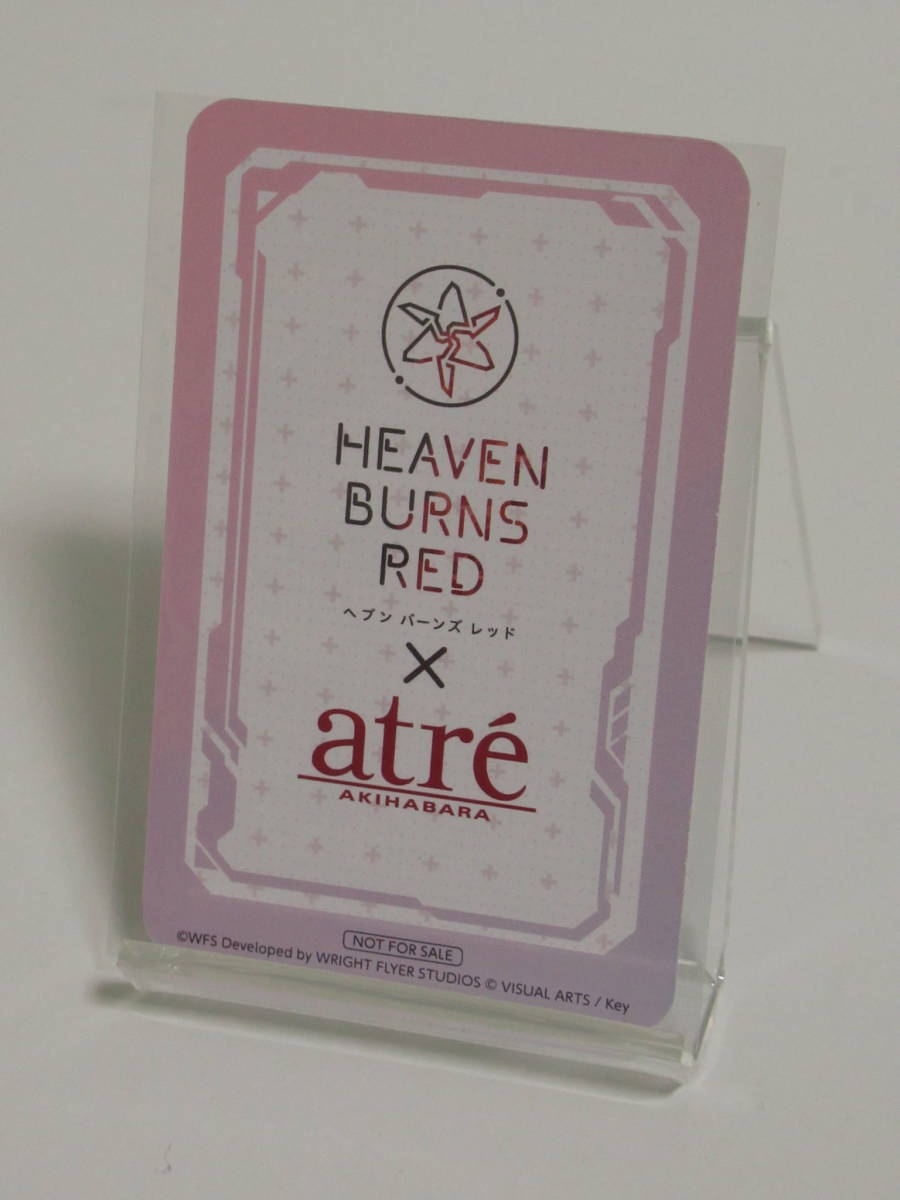 HEAVEN
BURNS
RED
ヘブン バーンズ レッド
×
atré
AKIHABARA
NOT FOR SALE
©WFS Developed by WRIGHT FLYER STUDIOS © VISUAL ARTS / Key